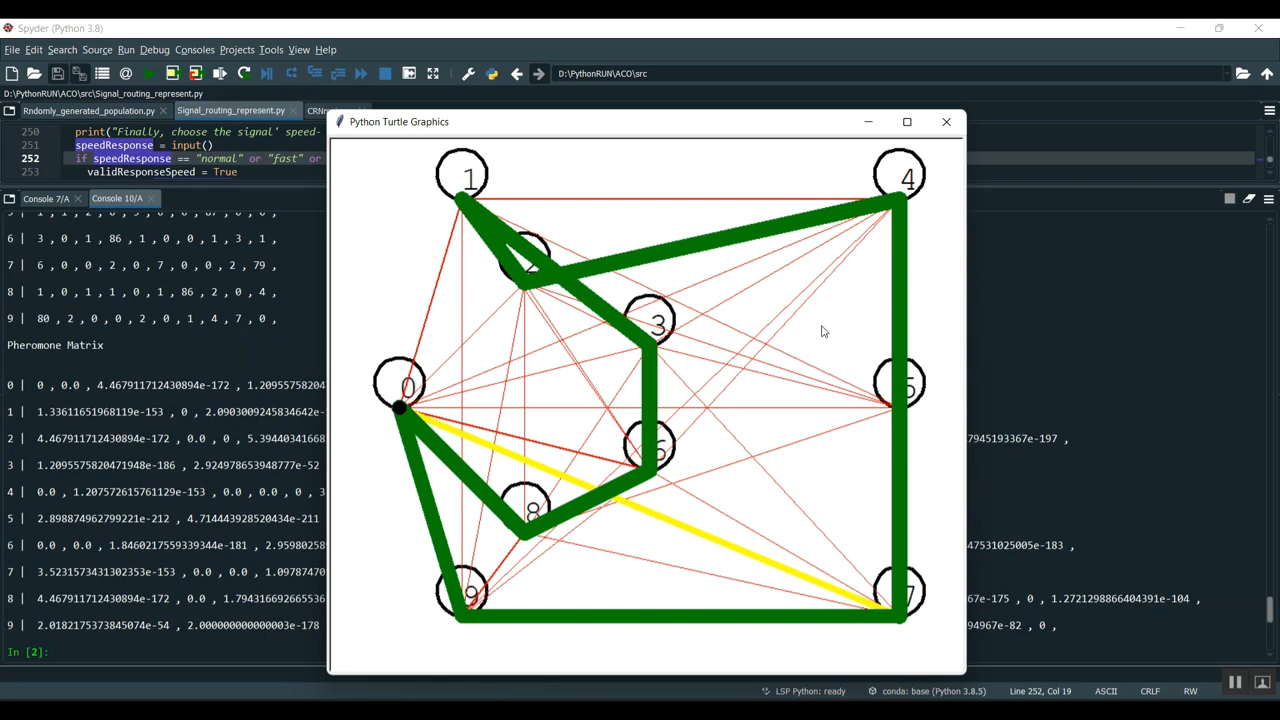 Spyder (Python 3.8)
File Edit Search Source Run Debug Consoles Projects Tools View Help
D:\PythonRUN\ACO\src
D:\PythonRUN\ACO\src\Signal_routing_represent.py
Rndomly_generated_population.py Signal_routing_represent.py
250 print("Finally, choose the signal' speed-
251 speedResponse = input()
252 if speedResponse == "normal" or "fast" or
253 validResponseSpeed = True
Console 7/A Console 10/A
6 | 3 , 0 , 1 , 86 , 1 , 0 , 0 , 1 , 3 , 1 ,
7 | 6 , 0 , 0 , 2 , 0 , 7 , 0 , 0 , 2 , 79 ,
8 | 1 , 0 , 1 , 1 , 0 , 1 , 86 , 2 , 0 , 4 ,
9 | 80 , 2 , 0 , 0 , 2 , 0 , 1 , 4 , 7 , 0 ,
Pheromone Matrix
0 | 0 , 0.0 , 4.467911712430894e-172 , 1.20955758204
1 | 1.33611651968119e-153 , 0 , 2.0903009245834642e-
2 | 4.467911712430894e-172 , 0.0 , 0 , 5.39440341668 7945193367e-197 ,
3 | 1.2095575820471948e-186 , 2.924978653948777e-52
4 | 0.0 , 1.207572615761129e-153 , 0.0 , 0.0 , 0 , 3
5 | 2.898874962799221e-212 , 4.714443928520434e-211
6 | 0.0 , 0.0 , 1.8460217559339344e-181 , 2.95980258 47531025005e-183 ,
7 | 3.5231573431302353e-153 , 0.0 , 0.0 , 1.09787470
8 | 4.467911712430894e-172 , 0.0 , 1.79431669266553 67e-175 , 0 , 1.2721298866404391e-104 ,
9 | 2.0182175373845074e-54 , 2.000000000000003e-178 94967e-82 , 0 ,
In [2]:
Python Turtle Graphics
1
4
2
3
0
5
6
8
9
7
LSP Python: ready conda: base (Python 3.8.5) Line 252, Col 19 ASCII CRLF RW